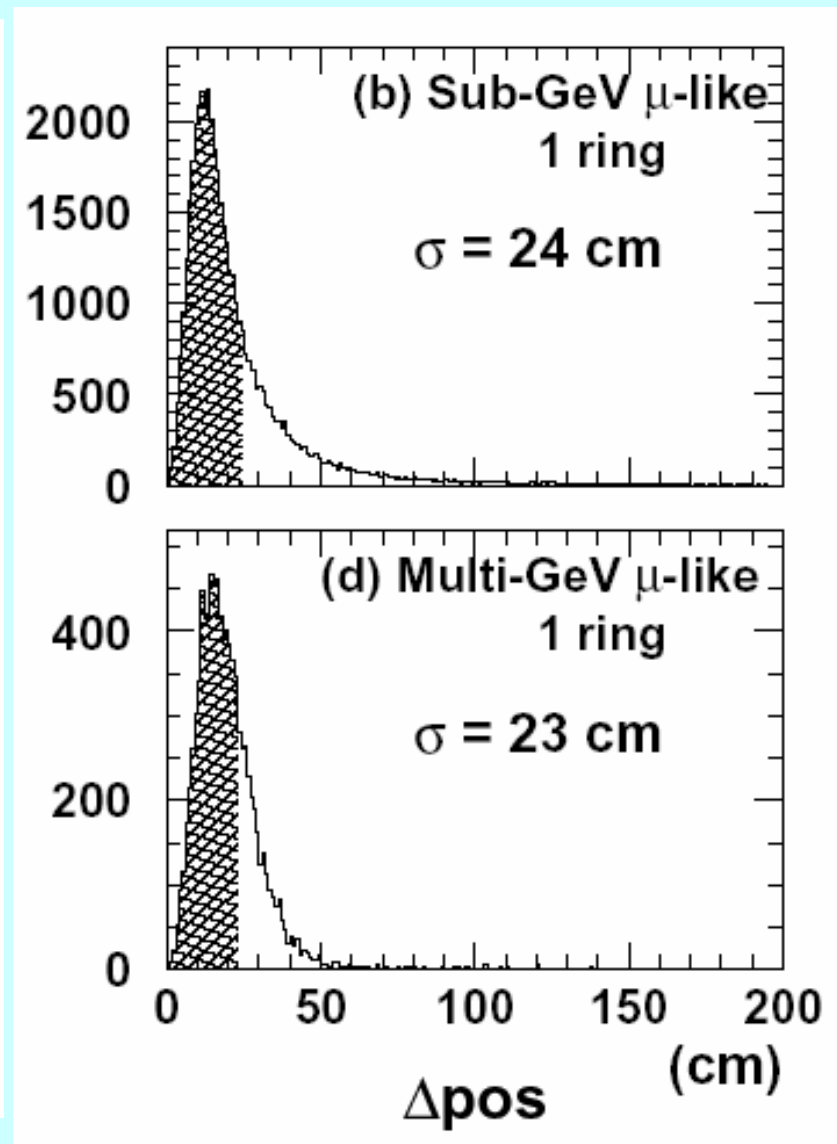 (b) Sub-GeV μ-like
1 ring
σ = 24 cm
2000
1500
1000
500
0
(d) Multi-GeV μ-like
1 ring
σ = 23 cm
400
200
0
0 50 100 150 200
(cm)
Δpos